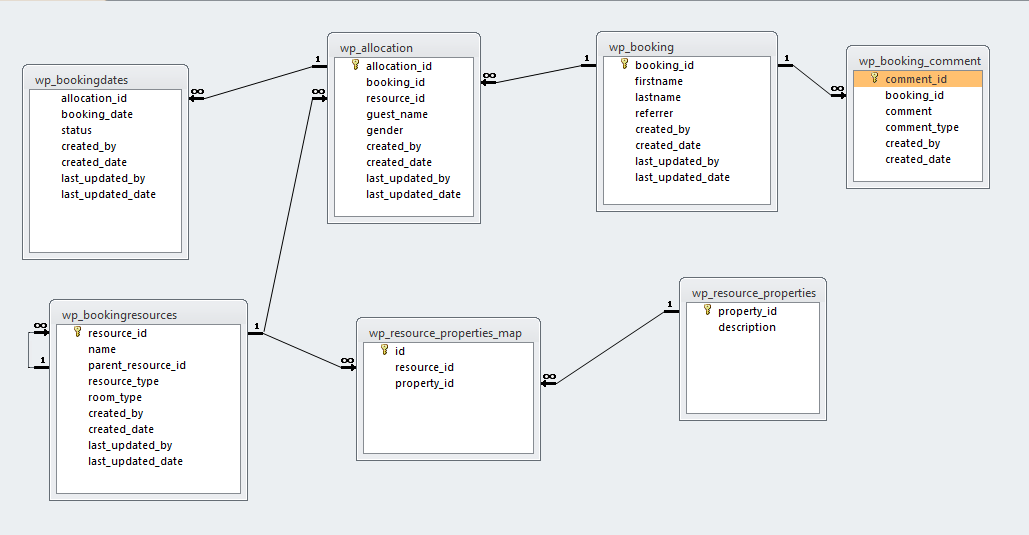 wp_bookingdates
allocation_id
booking_date
status
created_by
created_date
last_updated_by
last_updated_date
wp_allocation
allocation_id
booking_id
resource_id
guest_name
gender
created_by
created_date
last_updated_by
last_updated_date
wp_booking
booking_id
firstname
lastname
referrer
created_by
created_date
last_updated_by
last_updated_date
wp_booking_comment
comment_id
booking_id
comment
comment_type
created_by
created_date
1
∞
1
∞
1
∞
∞
wp_bookingresources
resource_id
name
parent_resource_id
resource_type
room_type
created_by
created_date
last_updated_by
last_updated_date
∞
1
1
∞
wp_resource_properties_map
id
resource_id
property_id
∞
1
wp_resource_properties
property_id
description